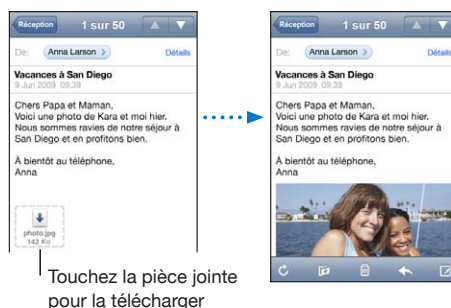 Réception
1 sur 50
De:
Anna Larson
Détails
Vacances à San Diego
9 Jun 2009 09:39
Chers Papa et Maman,
Voici une photo de Kara et moi hier.
Nous sommes ravies de notre séjour à
San Diego et en profitons bien.
À bientôt au téléphone,
Anna
photo.jpg
142 Ko
Touchez la pièce jointe
pour la télécharger
Réception
1 sur 50
De:
Anna Larson
Détails
Vacances à San Diego
9 Jun 2009 09:39
Chers Papa et Maman,
Voici une photo de Kara et moi hier.
Nous sommes ravies de notre séjour à
San Diego et en profitons bien.
À bientôt au téléphone,
Anna